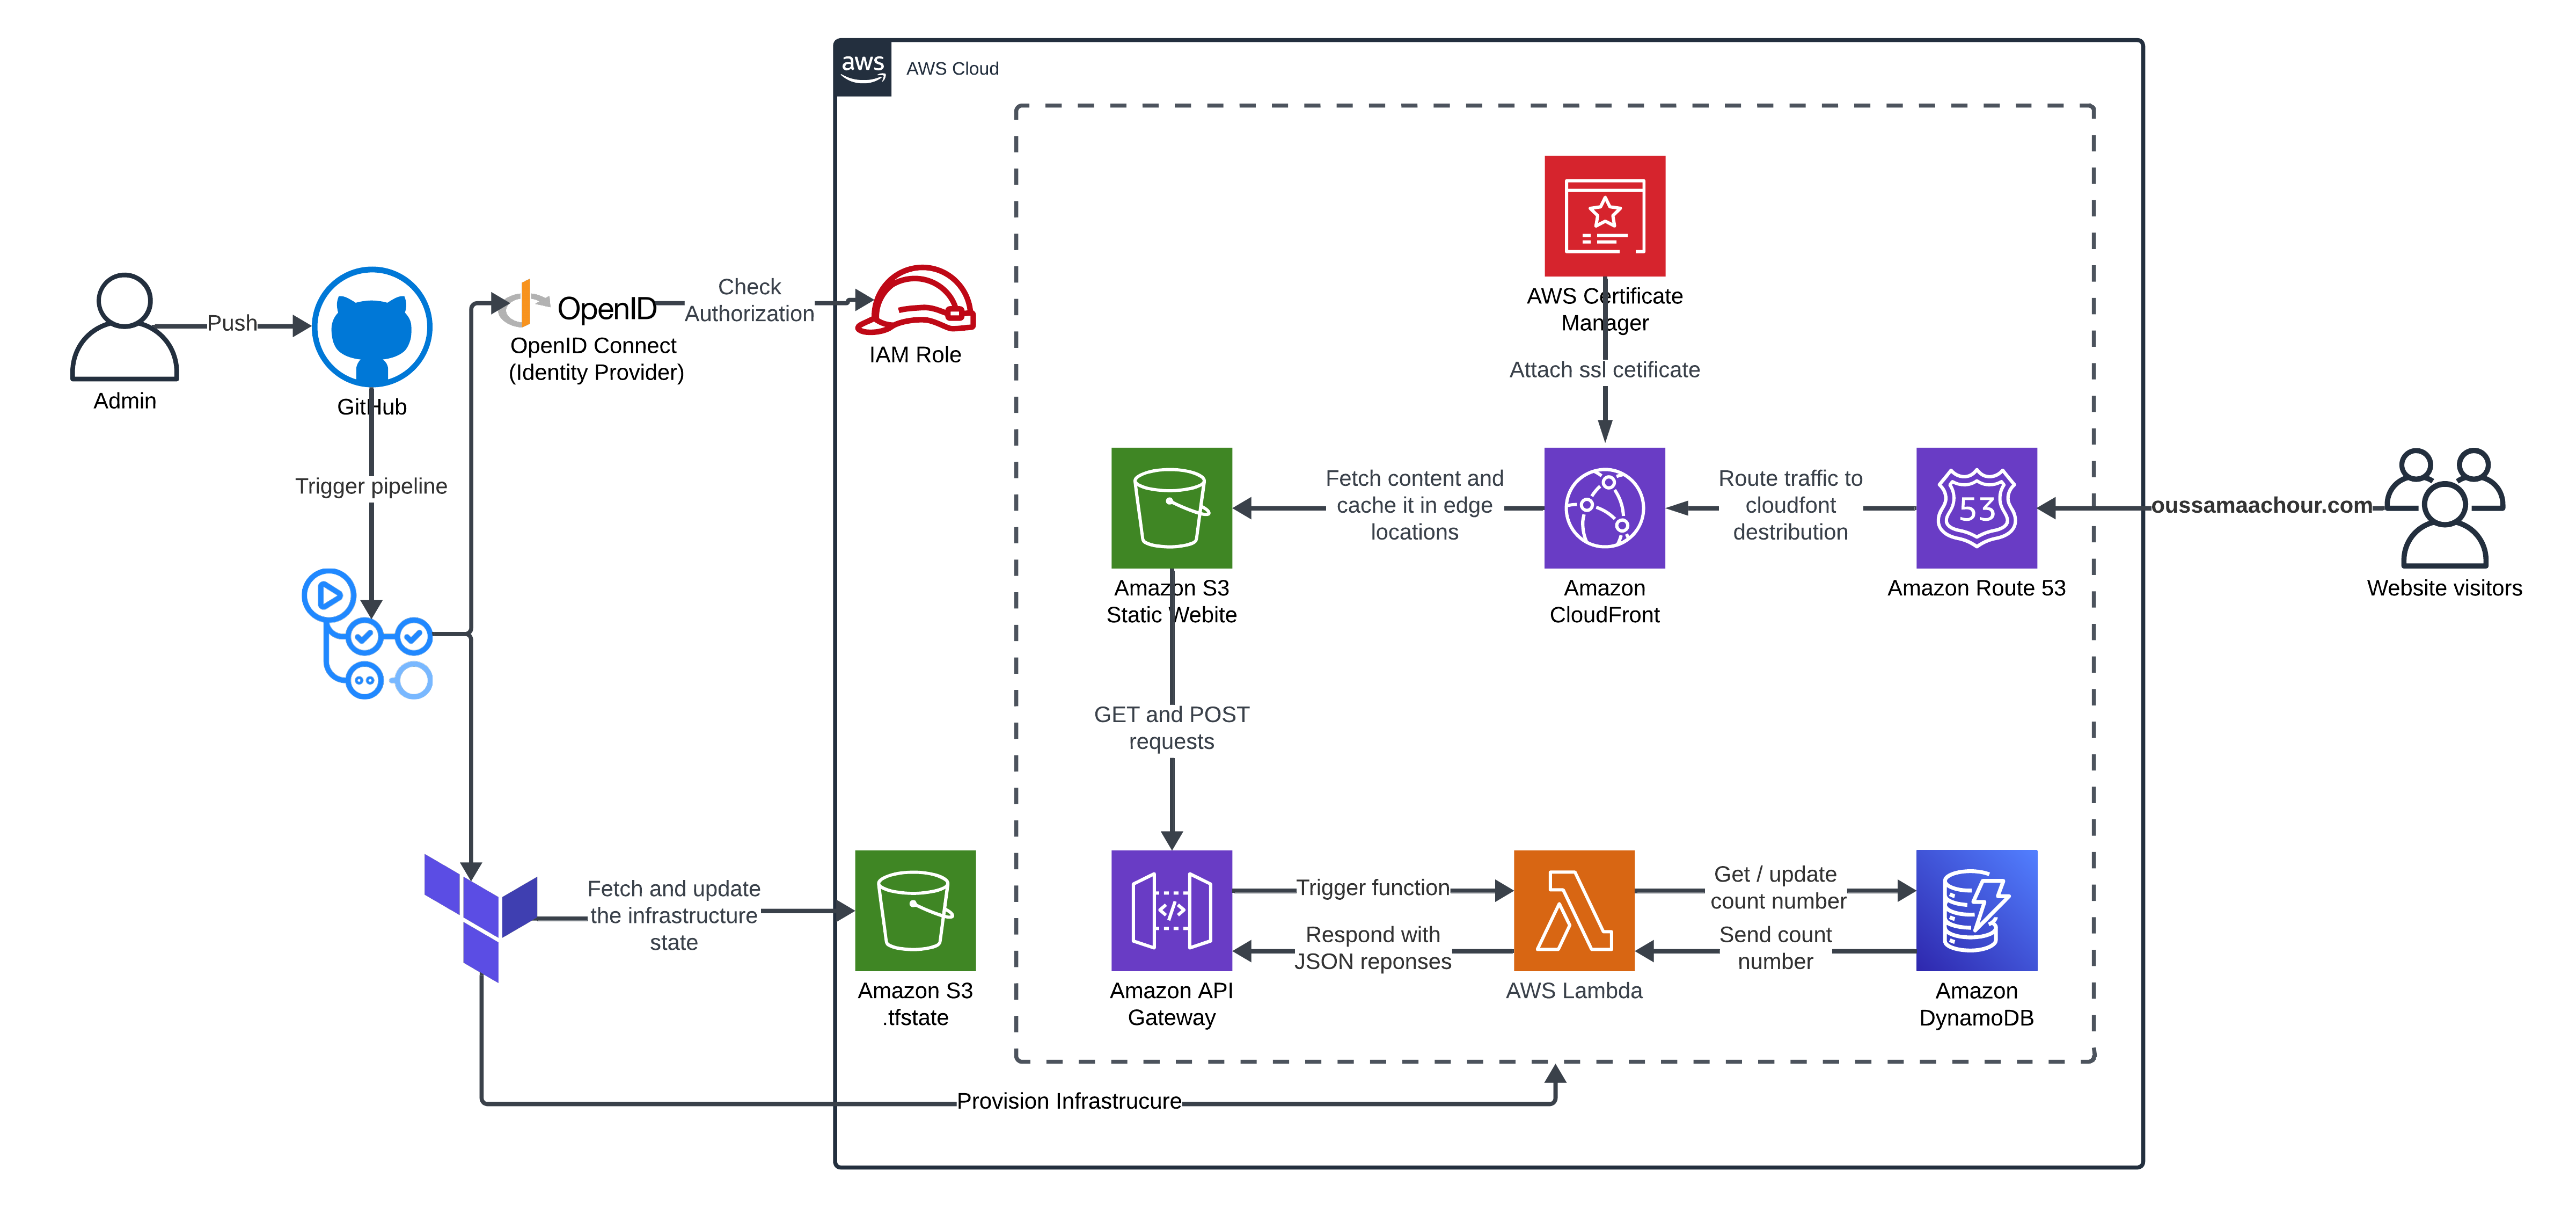 aws
AWS Cloud
Admin
Push
GitHub
Trigger pipeline
OpenID
OpenID Connect
(Identity Provider)
Check
Authorization
IAM Role
AWS Certificate
Manager
Attach ssl cetificate
Amazon S3
Static Webite
Fetch content and
cache it in edge
locations
Amazon
CloudFront
Route traffic to
cloudfont
destribution
53
Amazon Route 53
oussamaachour.com
Website visitors
GET and POST
requests
Fetch and update
the infrastructure
state
Amazon S3
.tfstate
</>
Amazon API
Gateway
Trigger function
Respond with
JSON reponses
AWS Lambda
Get / update
count number
Send count
number
Amazon
DynamoDB
Provision Infrastrucure